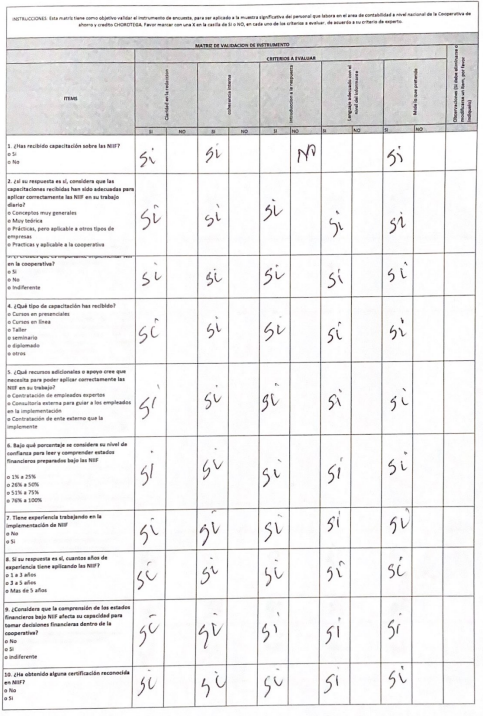 INSTRUCCIONES: Esta matriz tiene como objetivo validar el instrumento de encuesta, para ser aplicado a la muestra significativa del personal que labora en el area de contabilidad a nivel nacional de la Cooperativa de
ahorro y credito CHOROTEGA. Favor marcar con una X en la casilla de SI o NO, en cada uno de los criterios a evaluar, de acuerdo a su criterio de experto.
MATRIZ DE VALIDACION DE INSTRUMENTO
ITEMS
CRITERIOS A EVALUAR
Claridad en la redaccion
coherencia interna
introduccion a la respuesta
Lenguaje adecuado con el
nivel del informante
Mide lo que pretende
Observaciones (Si debe eliminarse o
modificarse un item, por favor
indiquelo)
SI NO SI NO SI NO SI NO SI NO
1. ¿Has recibido capacitación sobre las NIIF?
o Si
o No
Si Si NO Si
2. ¿si su respuesta es sí, considera que las
capacitaciones recibidas han sido adecuadas para
aplicar correctamente las NIIF en su trabajo
diario?
o Conceptos muy generales
o Muy teórica
o Prácticas, pero aplicable a otros tipos de
empresas
o Practicas y aplicable a la cooperativa
Si Si Si Si Si
en la cooperativa?
o Si
o No
o Indiferente
Si Si Si Si Si
4. ¿Qué tipo de capacitación has recibido?
o Cursos en presenciales
o Cursos en línea
o Taller
o seminario
o diplomado
o otros
Si Si Si Si Si
5. ¿Qué recursos adicionales o apoyo cree que
necesita para poder aplicar correctamente las
NIIF en su trabajo?
o Contratación de empleados expertos
o Consultoría externa para guiar a los empleados
en la implementación
o Contratación de ente externo que la
implemente
Si Si Si Si Si
6. Bajo qué porcentaje se considera su nivel de
confianza para leer y comprender estados
financieros preparados bajo las NIIF
o 1% a 25%
o 26% a 50%
o 51% a 75%
o 76% a 100%
Si Si Si Si Si
7. Tiene experiencia trabajando en la
implementación de NIIF
o No
o Si
Si Si Si Si Si
8. Si su respuesta es sí, cuantos años de
experiencia tiene aplicando las NIIF?
o 1 a 3 años
o 3 a 5 años
o Mas de 5 años
Si Si Si Si Si
9. ¿Considera que la comprensión de los estados
financieros bajo NIIF afecta su capacidad para
tomar decisiones financieras dentro de la
cooperativa?
o No
o Si
o indiferente
Si Si Si Si Si
10. ¿Ha obtenido alguna certificación reconocida
en NIIF?
o No
o Si
Si Si Si Si Si